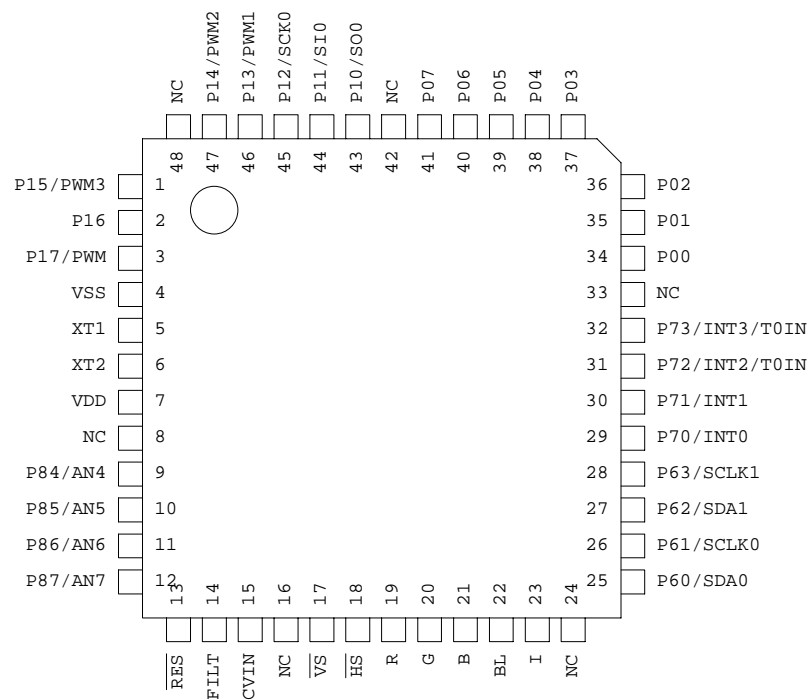 NC
P14/PWM2
P13/PWM1
P12/SCK0
P11/SI0
P10/SO0
NC
P07
P06
P05
P04
P03
48
47
46
45
44
43
42
41
40
39
38
37
P15/PWM3 1
P16 2
P17/PWM 3
VSS 4
XT1 5
XT2 6
VDD 7
NC 8
P84/AN4 9
P85/AN5 10
P86/AN6 11
P87/AN7 12
36 P02
35 P01
34 P00
33 NC
32 P73/INT3/T0IN
31 P72/INT2/T0IN
30 P71/INT1
29 P70/INT0
28 P63/SCLK1
27 P62/SDA1
26 P61/SCLK0
25 P60/SDA0
13
14
15
16
17
18
19
20
21
22
23
24
RES
FILT
CVIN
NC
VS
HS
R
G
B
BL
I
NC